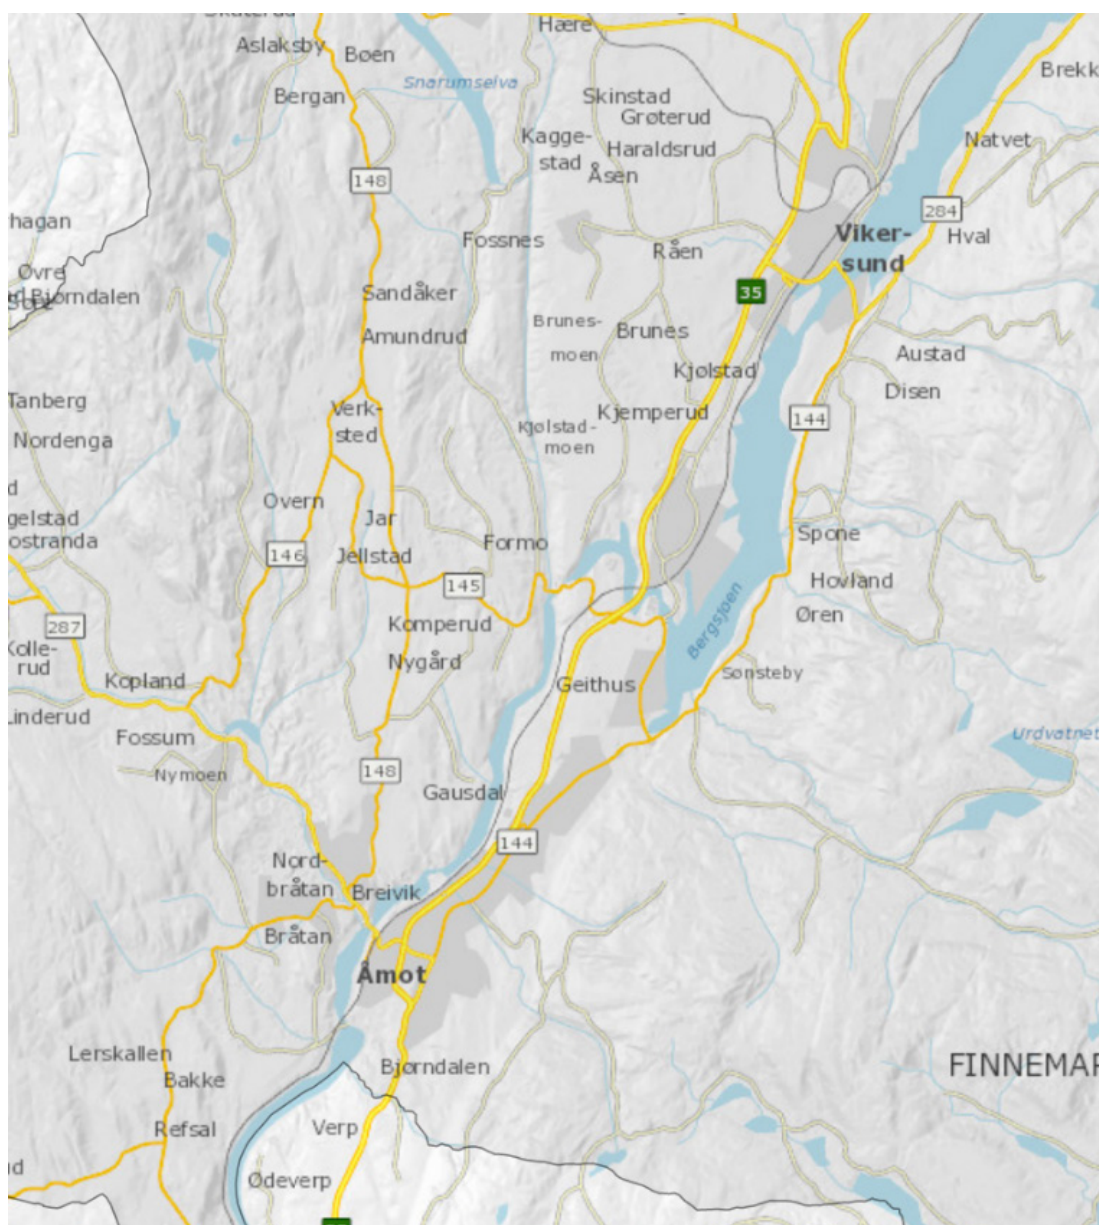 Hære
Aslaksby
Bøen
Snarumselva
Brekk
Bergan
Skinstad
Grøterud
Kagge-
stad
Haraldsrud
Natvet
Åsen
148
284
rhagan
Fossnes
Råen
Viker-
sund
Hval
Øvre
Bjørndalen
Sandåker
35
Brunes-
moen
Brunes
Amundrud
Austad
Kjølstad
Disen
Tanberg
Verk-
sted
Kjemperud
144
Nordenga
Kjølstad-
moen
d
Overn
gelstad
ostranda
Jar
Spone
146
Jellstad
Formo
145
Hovland
287
Komperud
Øren
Bergsjøen
Kolle-
rud
Nygård
Kopland
Geithus
Sønsteby
Linderud
Fossum
Urdvatnet
Nymoen
148
Gausdal
144
Nord-
bråtan
Breivik
Bråtan
Åmot
Lerskallen
Bjørndalen
FINNEMAR
Bakke
Refsal
Verp
ud
Ødeverp